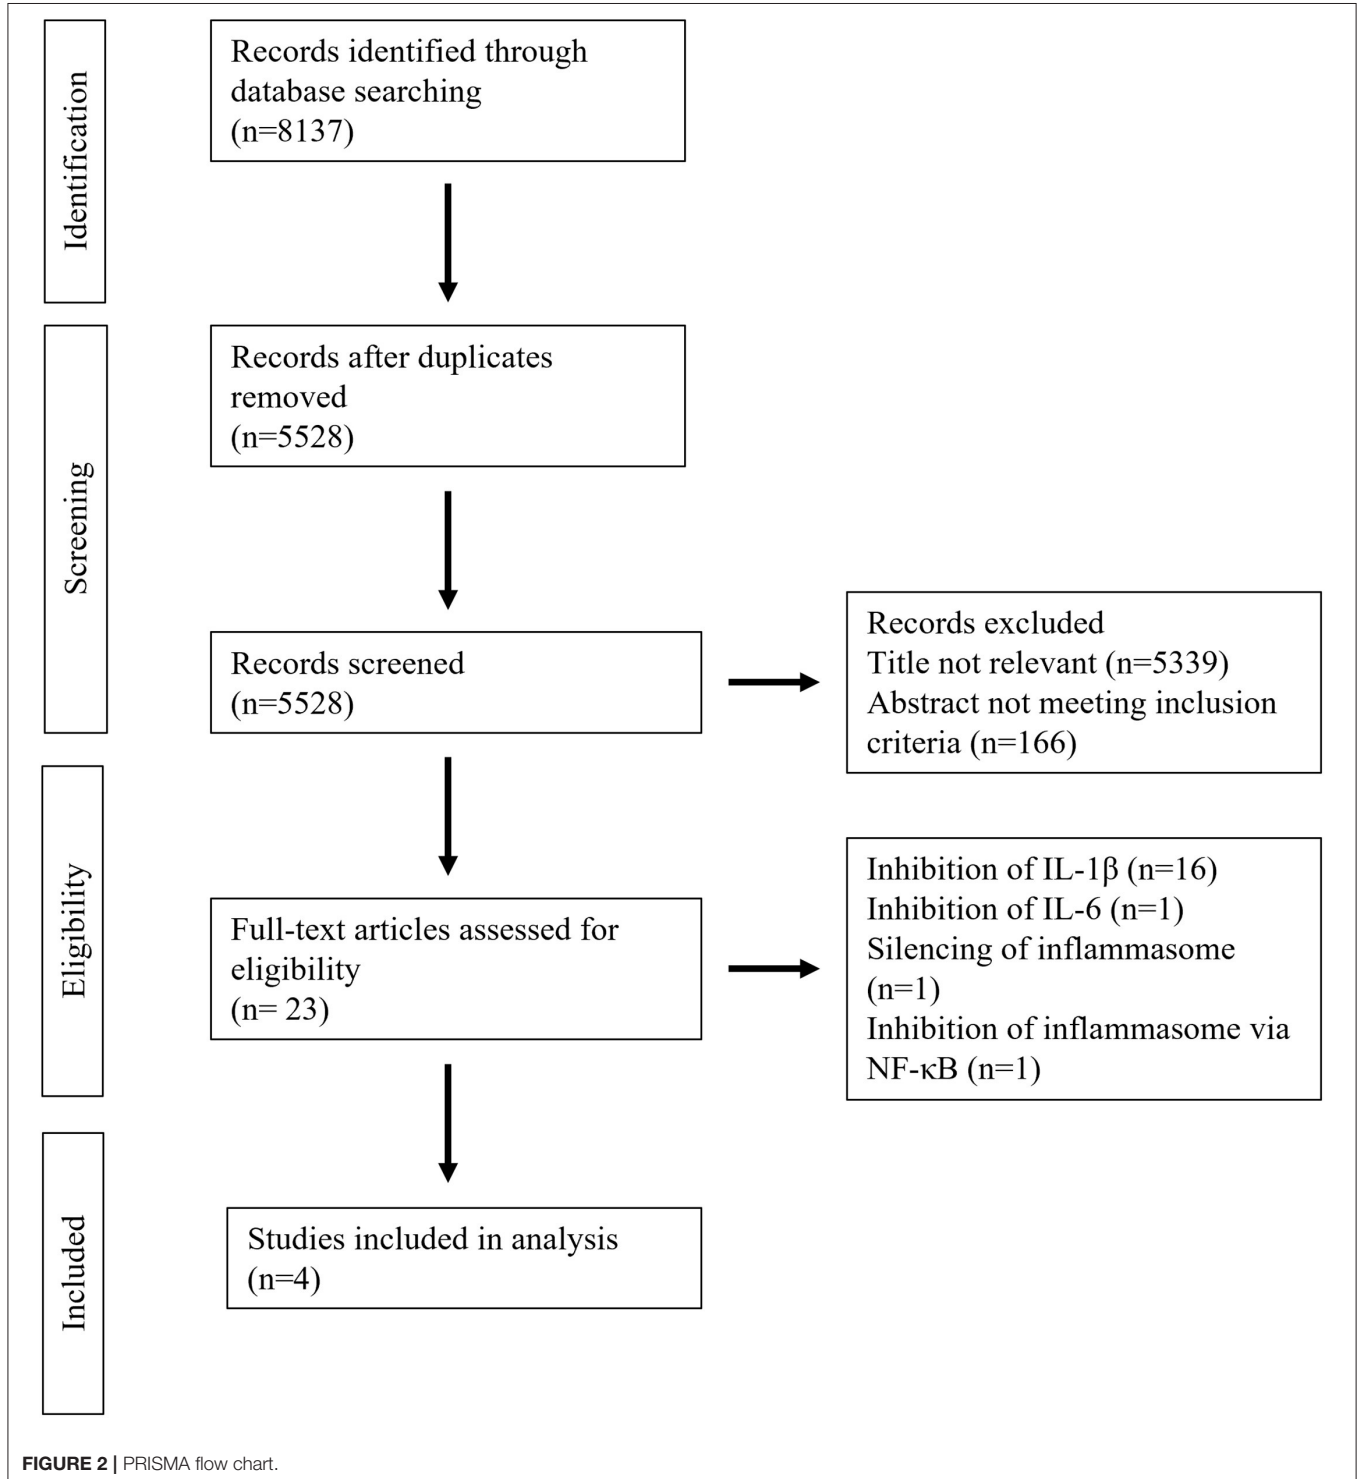 Identification
Records identified through
database searching
(n=8137)
Screening
Records after duplicates
removed
(n=5528)
Records screened
(n=5528)
Records excluded
Title not relevant (n=5339)
Abstract not meeting inclusion
criteria (n=166)
Eligibility
Full-text articles assessed for
eligibility
(n= 23)
Inhibition of IL-1β (n=16)
Inhibition of IL-6 (n=1)
Silencing of inflammasome
(n=1)
Inhibition of inflammasome via
NF-κB (n=1)
Included
Studies included in analysis
(n=4)
FIGURE 2 | PRISMA flow chart.